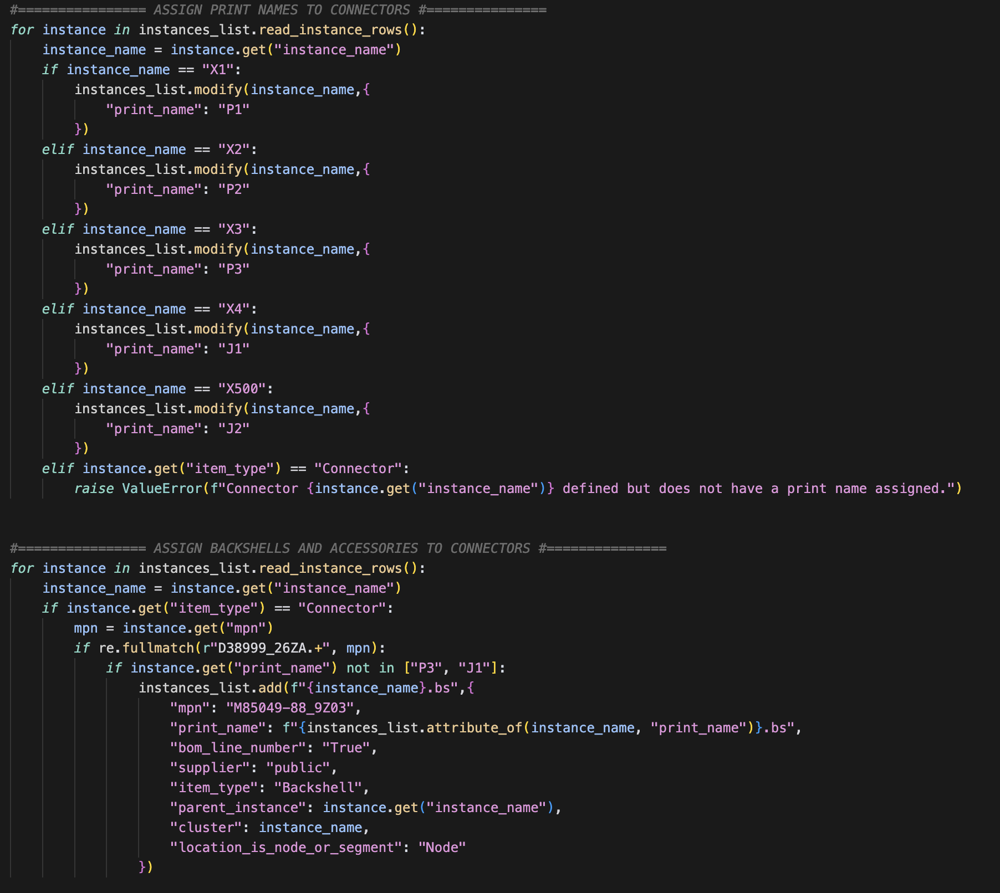 #================ ASSIGN PRINT NAMES TO CONNECTORS #===============
for instance in instances_list.read_instance_rows():
    instance_name = instance.get("instance_name")
    if instance_name == "X1":
        instances_list.modify(instance_name,{
            "print_name": "P1"
        })
    elif instance_name == "X2":
        instances_list.modify(instance_name,{
            "print_name": "P2"
        })
    elif instance_name == "X3":
        instances_list.modify(instance_name,{
            "print_name": "P3"
        })
    elif instance_name == "X4":
        instances_list.modify(instance_name,{
            "print_name": "J1"
        })
    elif instance_name == "X500":
        instances_list.modify(instance_name,{
            "print_name": "J2"
        })
    elif instance.get("item_type") == "Connector":
        raise ValueError(f"Connector {instance.get("instance_name")} defined but does not have a print name assigned.")
#================ ASSIGN BACKSHELLS AND ACCESSORIES TO CONNECTORS #===============
for instance in instances_list.read_instance_rows():
    instance_name = instance.get("instance_name")
    if instance.get("item_type") == "Connector":
        mpn = instance.get("mpn")
        if re.fullmatch(r"D38999_26ZA.+", mpn):
            if instance.get("print_name") not in ["P3", "J1"]:
                instances_list.add(f"{instance_name}.bs",{
                    "mpn": "M85049-88_9Z03",
                    "print_name": f"{instances_list.attribute_of(instance_name, "print_name")}.bs",
                    "bom_line_number": "True",
                    "supplier": "public",
                    "item_type": "Backshell",
                    "parent_instance": instance.get("instance_name"),
                    "cluster": instance_name,
                    "location_is_node_or_segment": "Node"
                })